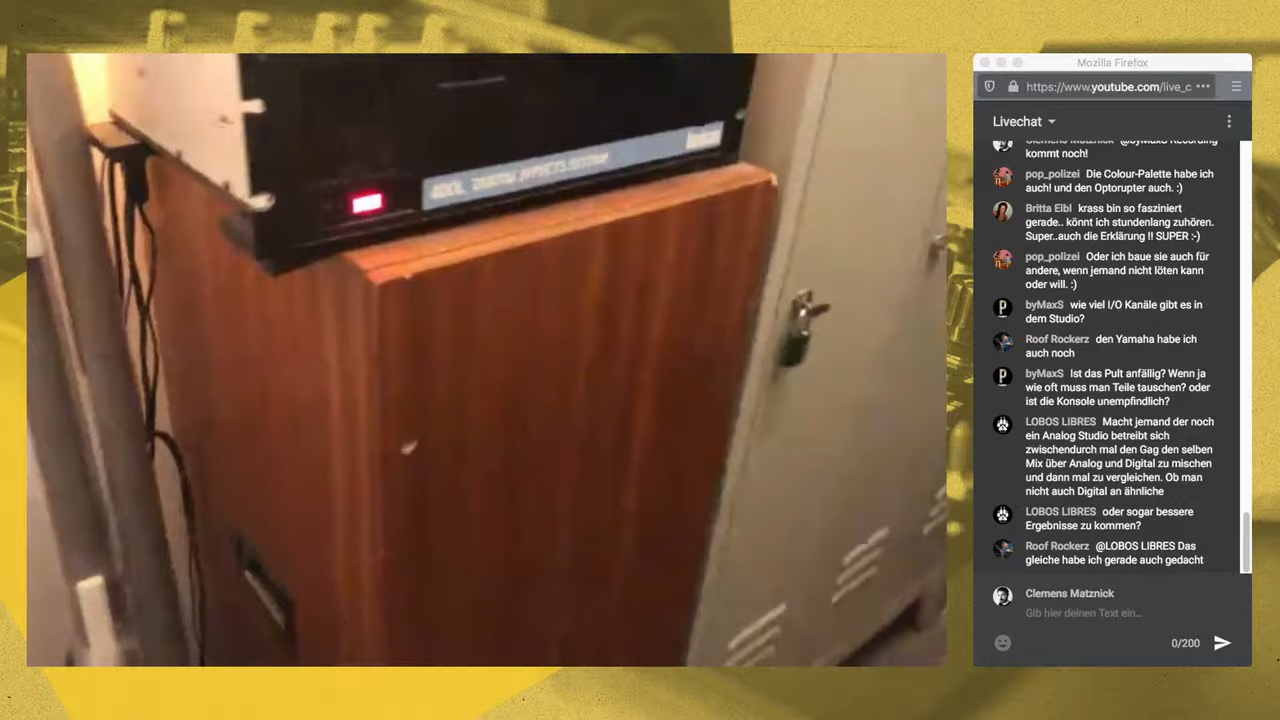 DIGITAL EFFECTS SYSTEM
Mozilla Firefox
https://www.youtube.com/live_c
Livechat
Clemens Matznick @byMaxS Recording
kommt noch!
pop_polizei Die Colour-Palette habe ich
auch! und den Optorupter auch. :)
Britta Eibl krass bin so fasziniert
gerade.. könnt ich stundenlang zuhören.
Super..auch die Erklärung !! SUPER :-)
pop_polizei Oder ich baue sie auch für
andere, wenn jemand nicht löten kann
oder will. :)
byMaxS wie viel I/O Kanäle gibt es in
dem Studio?
Roof Rockerz den Yamaha habe ich
auch noch
byMaxS Ist das Pult anfällig? Wenn ja
wie oft muss man Teile tauschen? oder
ist die Konsole unempfindlich?
LOBOS LIBRES Macht jemand der noch
ein Analog Studio betreibt sich
zwischendurch mal den Gag den selben
Mix über Analog und Digital zu mischen
und dann mal zu vergleichen. Ob man
nicht auch Digital an ähnliche
LOBOS LIBRES oder sogar bessere
Ergebnisse zu kommen?
Roof Rockerz @LOBOS LIBRES Das
gleiche habe ich gerade auch gedacht
Clemens Matznick
Gib hier deinen Text ein...
0/200